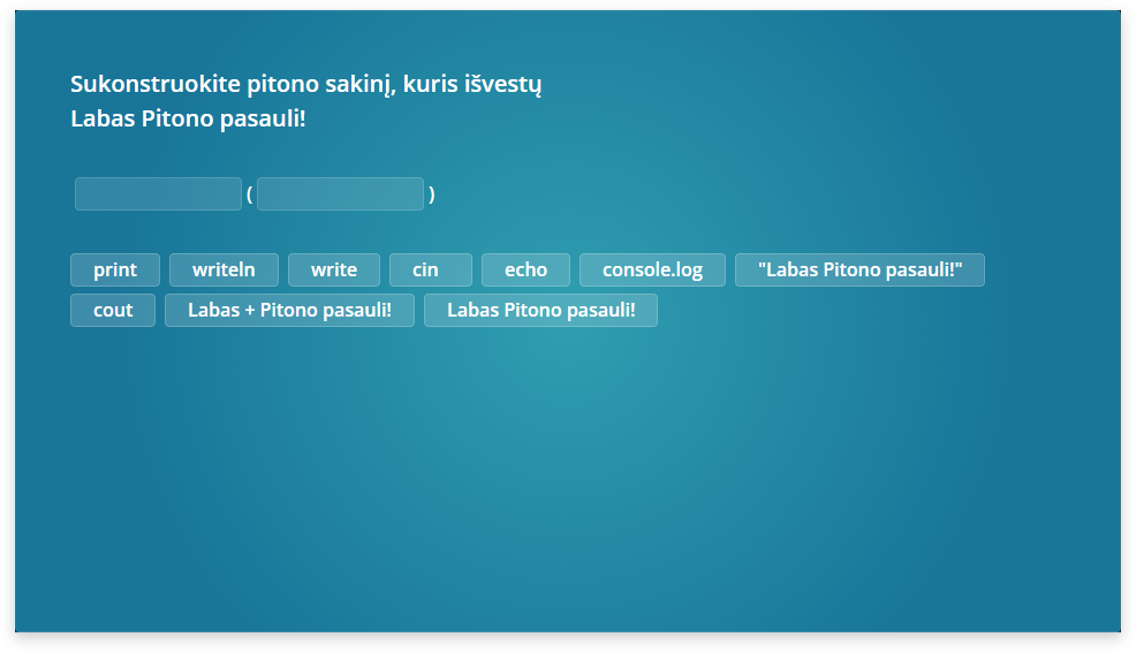 Sukonstruokite pitono sakinį, kuris išvestų
Labas Pitono pasauli!
( )
print writeln write cin echo console.log "Labas Pitono pasauli!"
cout Labas + Pitono pasauli! Labas Pitono pasauli!